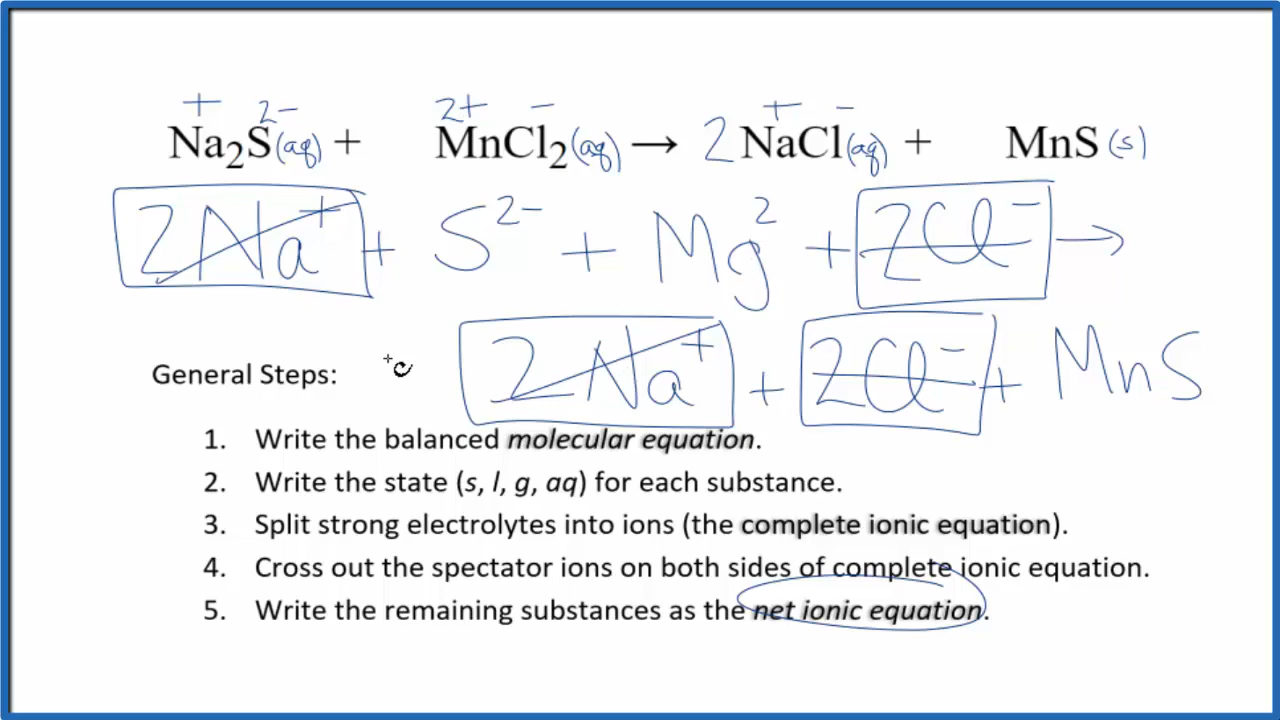 + 2- 2+ - + -
Na₂S(aq) + MnCl₂(aq) → 2NaCl(aq) + MnS(s)
2Na⁺ + S²⁻ + Mg² + 2Cl⁻ →
2Na⁺ + 2Cl⁻ + MnS
General Steps:
1. Write the balanced molecular equation.
2. Write the state (s, l, g, aq) for each substance.
3. Split strong electrolytes into ions (the complete ionic equation).
4. Cross out the spectator ions on both sides of complete ionic equation.
5. Write the remaining substances as the net ionic equation.